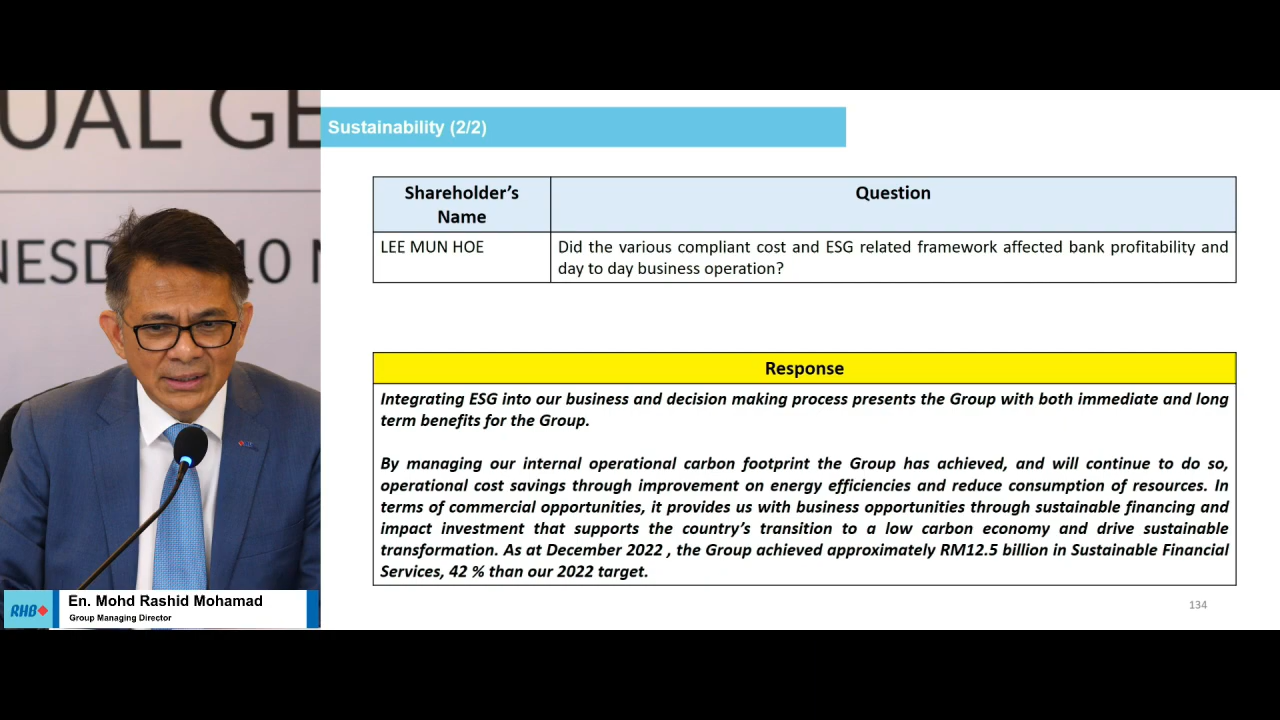 UAL GE
NESD 10 M
Sustainability (2/2)
Shareholder's
Name
Question
LEE MUN HOE
Did the various compliant cost and ESG related framework affected bank profitability and
day to day business operation?
Response
Integrating ESG into our business and decision making process presents the Group with both immediate and long
term benefits for the Group.
By managing our internal operational carbon footprint the Group has achieved, and will continue to do so,
operational cost savings through improvement on energy efficiencies and reduce consumption of resources. In
terms of commercial opportunities, it provides us with business opportunities through sustainable financing and
impact investment that supports the country's transition to a low carbon economy and drive sustainable
transformation. As at December 2022 , the Group achieved approximately RM12.5 billion in Sustainable Financial
Services, 42 % than our 2022 target.
134
RHB
En. Mohd Rashid Mohamad
Group Managing Director